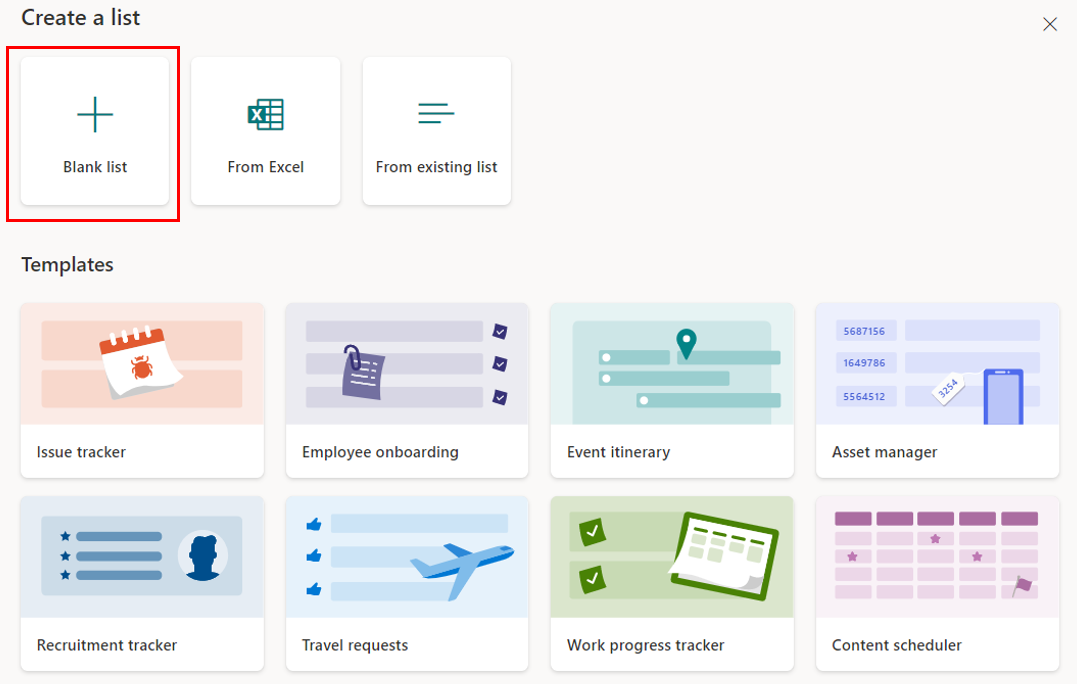 Create a list
Blank list
From Excel
From existing list
Templates
5687156
1649786
5564512
3254
Issue tracker
Employee onboarding
Event itinerary
Asset manager
Recruitment tracker
Travel requests
Work progress tracker
Content scheduler